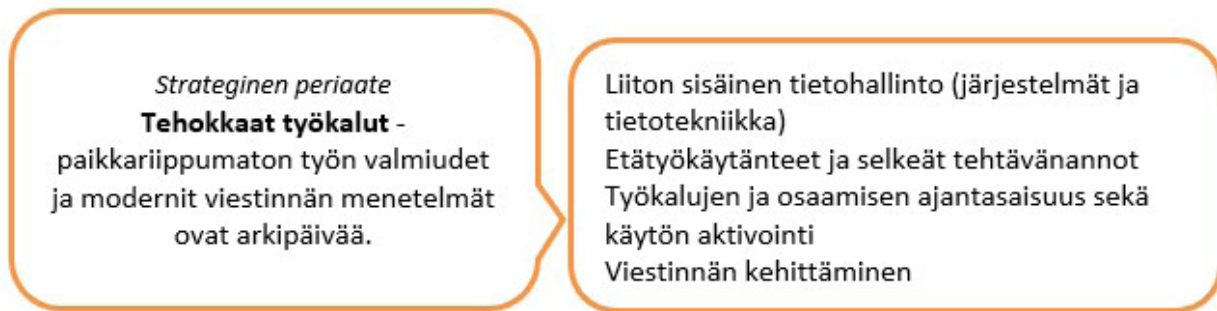 Strateginen periaate
Tehokkaat työkalut -
paikkariippumaton työn valmiudet
ja modernit viestinnän menetelmät
ovat arkipäivää.
Liiton sisäinen tietohallinto (järjestelmät ja
tietotekniikka)
Etätyökäytänteet ja selkeät tehtävänannot
Työkalujen ja osaamisen ajantasaisuus sekä
käytön aktivointi
Viestinnän kehittäminen